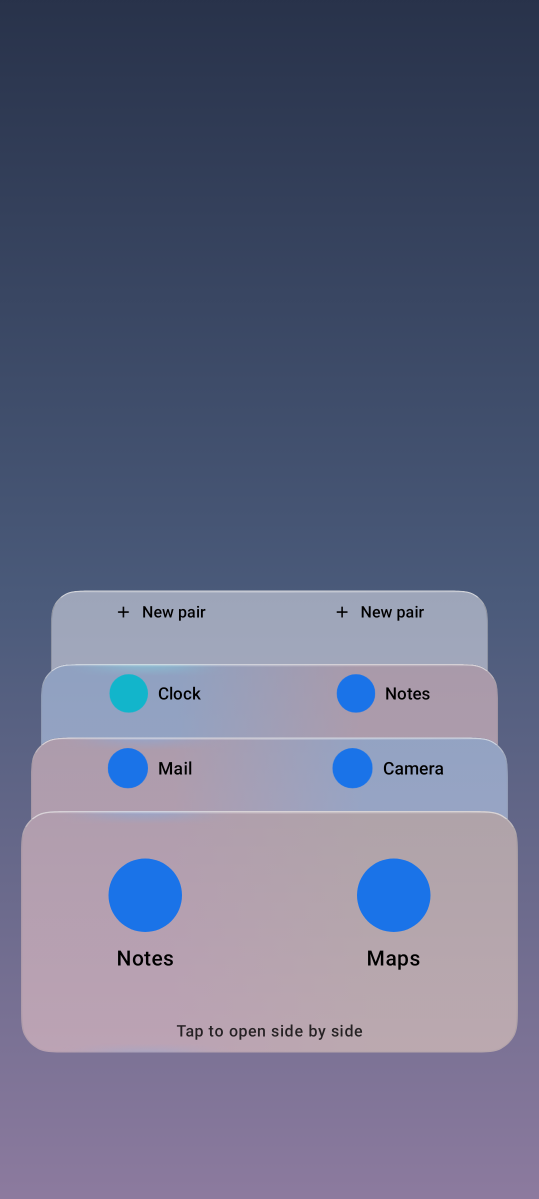 + New pair + New pair
Clock Notes
Mail Camera
Notes Maps
Tap to open side by side